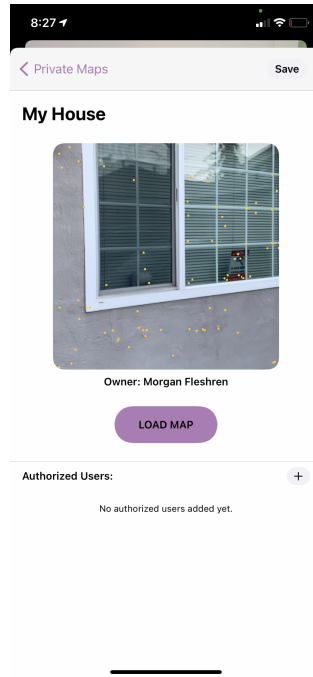 8:27
Private Maps
Save
My House
Owner: Morgan Fleshren
LOAD MAP
Authorized Users:
+
No authorized users added yet.